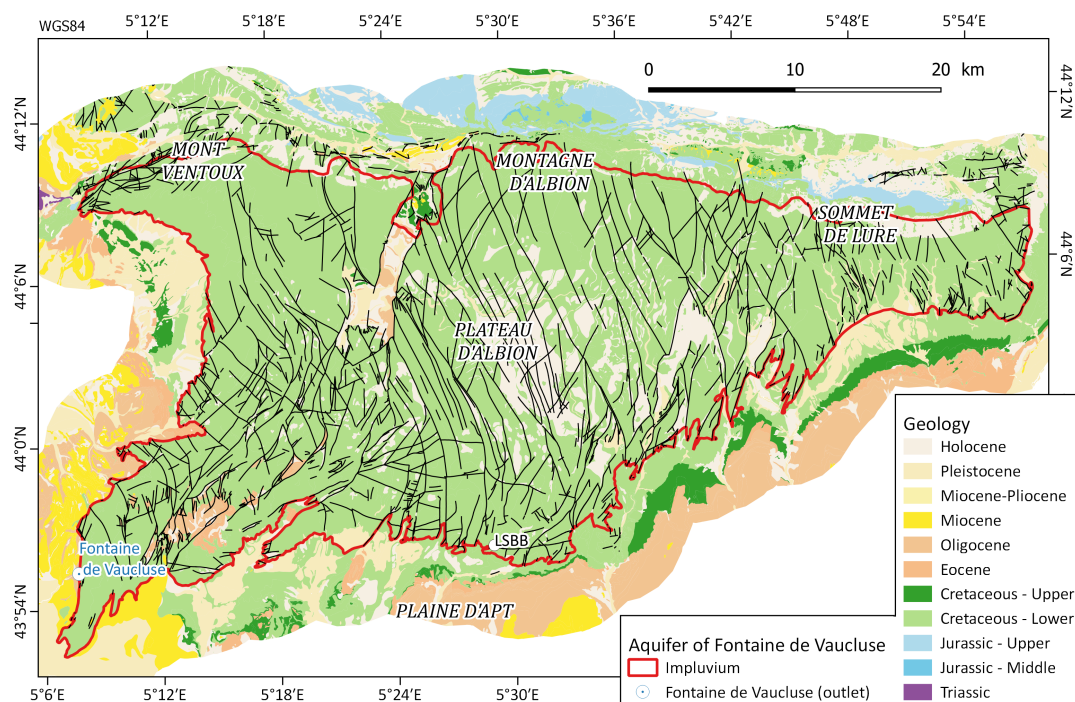 WGS84
5°12'E
5°18'E
5°24'E
5°30'E
5°36'E
5°42'E
5°48'E
5°54'E
0
10
20
km
44°12'N
44°12'N
MONT
VENTOUX
MONTAGNE
D'ALBION
SOMMET
DE LURE
44°6'N
44°6'N
PLATEAU
D'ALBION
44°0'N
43°54'N
LSBB
Fontaine
de Vaucluse
PLAINE D'APT
Geology
Holocene
Pleistocene
Miocene-Pliocene
Miocene
Oligocene
Eocene
Cretaceous - Upper
Cretaceous - Lower
Jurassic - Upper
Jurassic - Middle
Triassic
Aquifer of Fontaine de Vaucluse
Impluvium
Fontaine de Vaucluse (outlet)
5°6'E
5°12'E
5°18'E
5°24'E
5°30'E